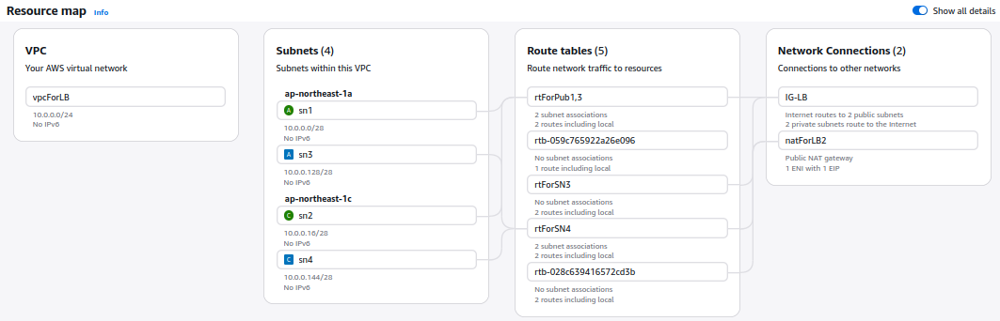 Resource map Info
Show all details
VPC
Your AWS virtual network
vpcForLB
10.0.0.0/24
No IPv6
Subnets (4)
Subnets within this VPC
ap-northeast-1a
A sn1
10.0.0.0/28
No IPv6
A sn3
10.0.0.128/28
No IPv6
ap-northeast-1c
C sn2
10.0.0.16/28
No IPv6
C sn4
10.0.0.144/28
No IPv6
Route tables (5)
Route network traffic to resources
rtForPub1,3
2 subnet associations
2 routes including local
rtb-059c765922a26e096
No subnet associations
1 route including local
rtForSN3
No subnet associations
2 routes including local
rtForSN4
2 subnet associations
2 routes including local
rtb-028c639416572cd3b
No subnet associations
2 routes including local
Network Connections (2)
Connections to other networks
IG-LB
Internet routes to 2 public subnets
2 private subnets route to the Internet
natForLB2
Public NAT gateway
1 ENI with 1 EIP